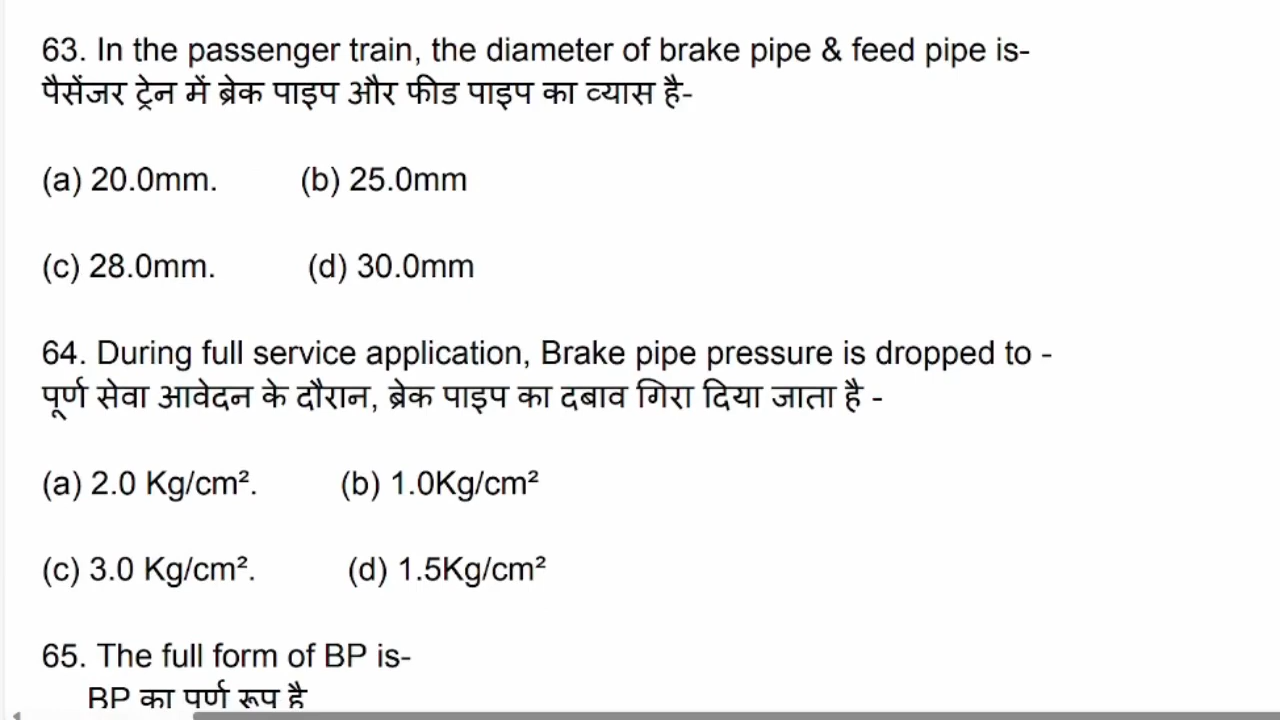 63. In the passenger train, the diameter of brake pipe & feed pipe is-
पैसेंजर ट्रेन में ब्रेक पाइप और फीड पाइप का व्यास है-
(a) 20.0mm. (b) 25.0mm
(c) 28.0mm. (d) 30.0mm
64. During full service application, Brake pipe pressure is dropped to -
पूर्ण सेवा आवेदन के दौरान, ब्रेक पाइप का दबाव गिरा दिया जाता है -
(a) 2.0 Kg/cm². (b) 1.0Kg/cm²
(c) 3.0 Kg/cm². (d) 1.5Kg/cm²
65. The full form of BP is-
BP का पूर्ण रूप है